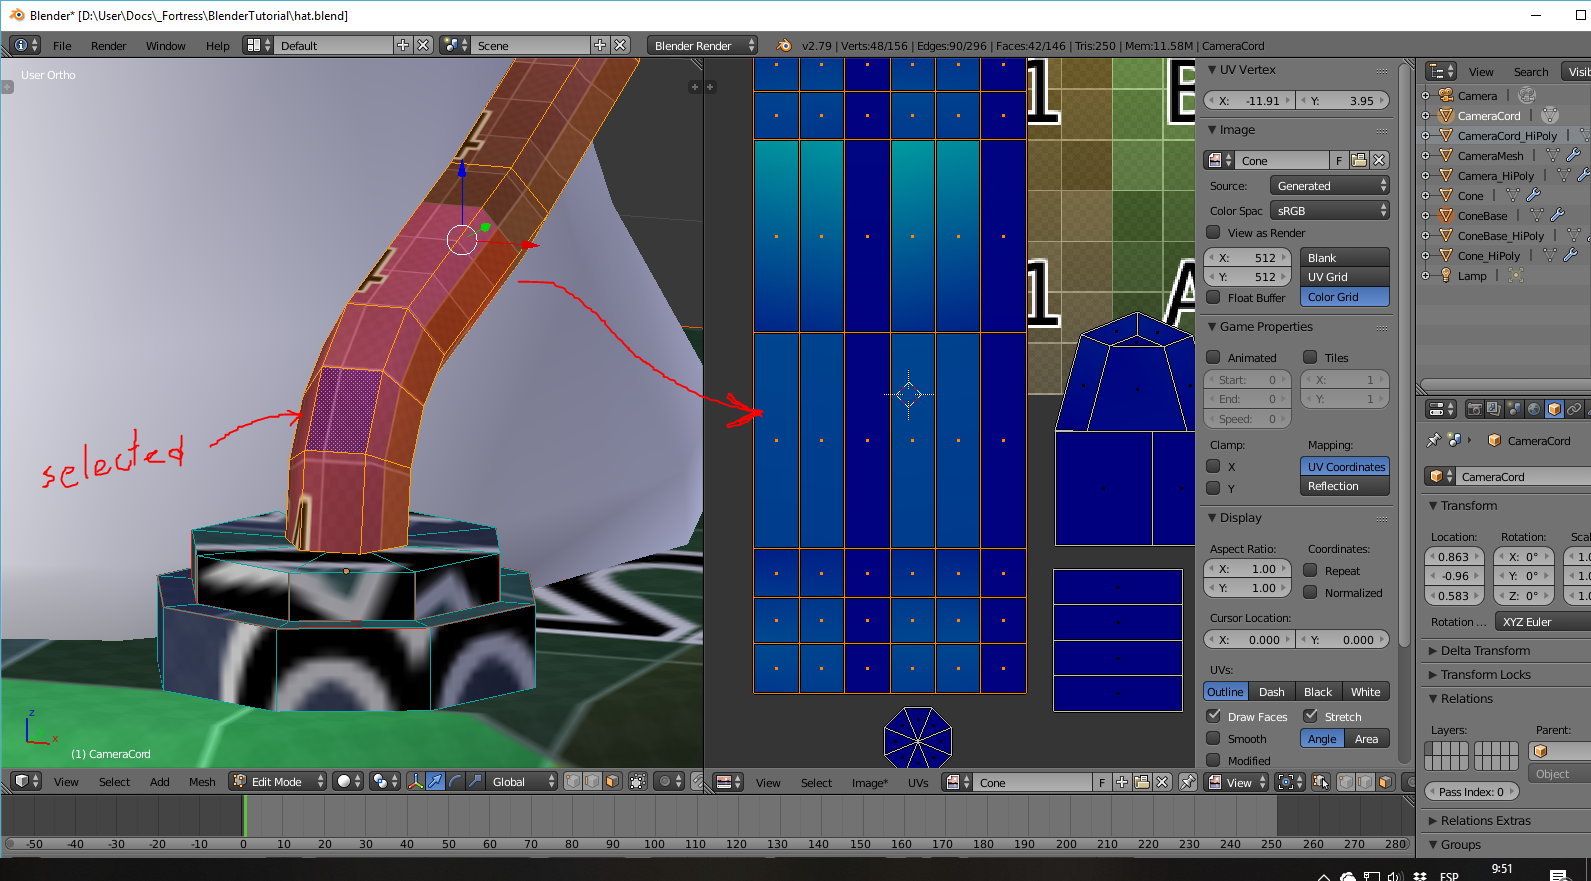 Blender* [D:\User\Docs\_Fortress\BlenderTutorial\hat.blend]
File Render Window Help Default Scene Blender Render v2.79 | Verts:48/156 | Edges:90/296 | Faces:42/146 | Tris:250 | Mem:11.58M | CameraCord
User Ortho
selected
z
x
(1) CameraCord
View Select Add Mesh Edit Mode Global
1
1
A
UV Vertex
X: -11.91 Y: 3.95
Image
Cone F
Source: Generated
Color Spac sRGB
View as Render
X: 512
Y: 512
Float Buffer
Blank
UV Grid
Color Grid
Game Properties
Animated Tiles
Start: 0 X: 1
End: 0 Y: 1
Speed: 0
Clamp: Mapping:
X UV Coordinates
Y Reflection
Display
Aspect Ratio: Coordinates:
X: 1.00 Repeat
Y: 1.00 Normalized
Cursor Location:
X: 0.000 Y: 0.000
UVs:
Outline Dash Black White
Draw Faces Stretch
Smooth Angle Area
Modified
View Select Image* UVs Cone F View
View Search Visib
Camera
CameraCord
CameraCord_HiPoly
CameraMesh
Camera_HiPoly
Cone
ConeBase
ConeBase_HiPoly
Cone_HiPoly
Lamp
CameraCord
CameraCord
Transform
Location: Rotation: Scal
0.863 X: 0° 1.0
-0.96 Y: 0° 1.0
0.583 Z: 0° 1.0
Rotation ... XYZ Euler
Delta Transform
Transform Locks
Relations
Layers: Parent:
Object
Pass Index: 0
Relations Extras
Groups
-50 -40 -30 -20 -10 0 10 20 30 40 50 60 70 80 90 100 110 120 130 140 150 160 170 180 190 200 210 220 230 240 250 260 270 280
ESP 9:51